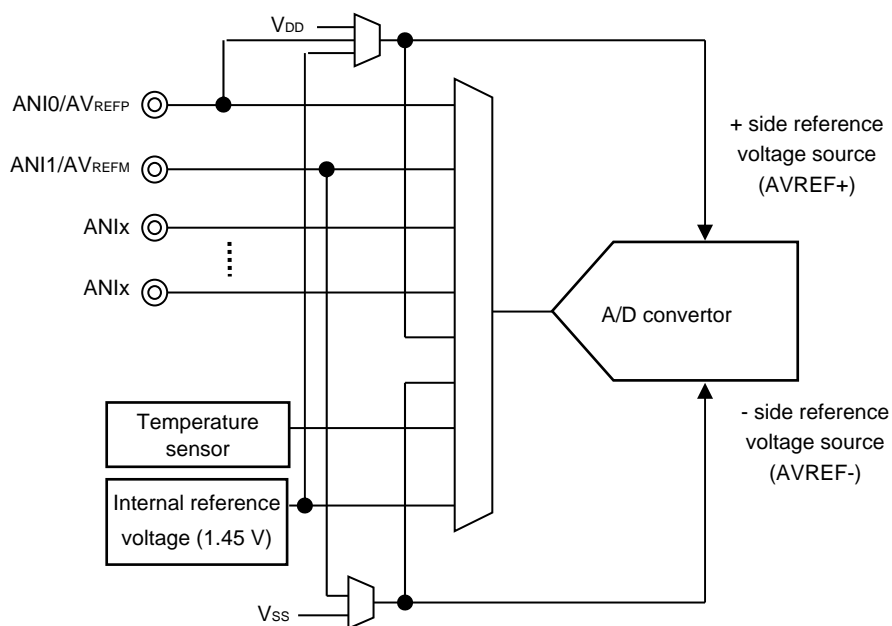 VDD
ANI0/AVREFP
ANI1/AVREFM
ANIx
ANIx
+ side reference
voltage source
(AVREF+)
A/D convertor
- side reference
voltage source
(AVREF-)
Temperature
sensor
Internal reference
voltage (1.45 V)
VSS